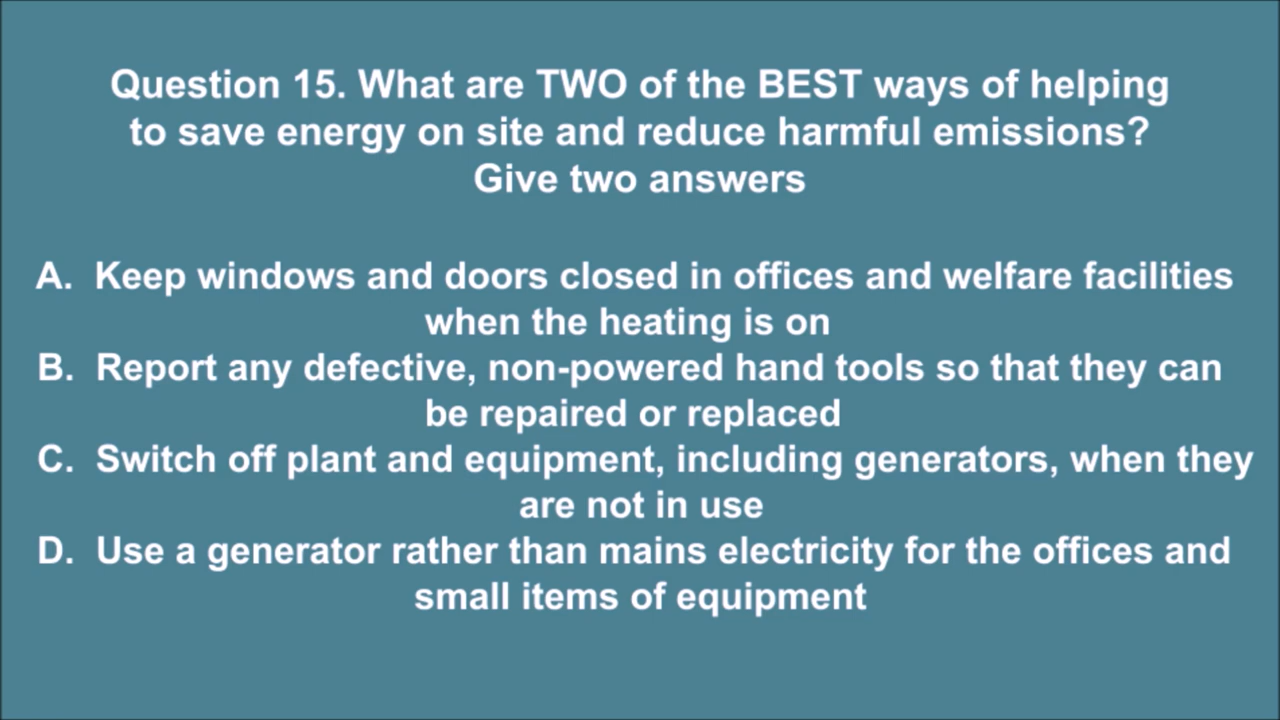 Question 15. What are TWO of the BEST ways of helping
to save energy on site and reduce harmful emissions?
Give two answers
A. Keep windows and doors closed in offices and welfare facilities
when the heating is on
B. Report any defective, non-powered hand tools so that they can
be repaired or replaced
C. Switch off plant and equipment, including generators, when they
are not in use
D. Use a generator rather than mains electricity for the offices and
small items of equipment